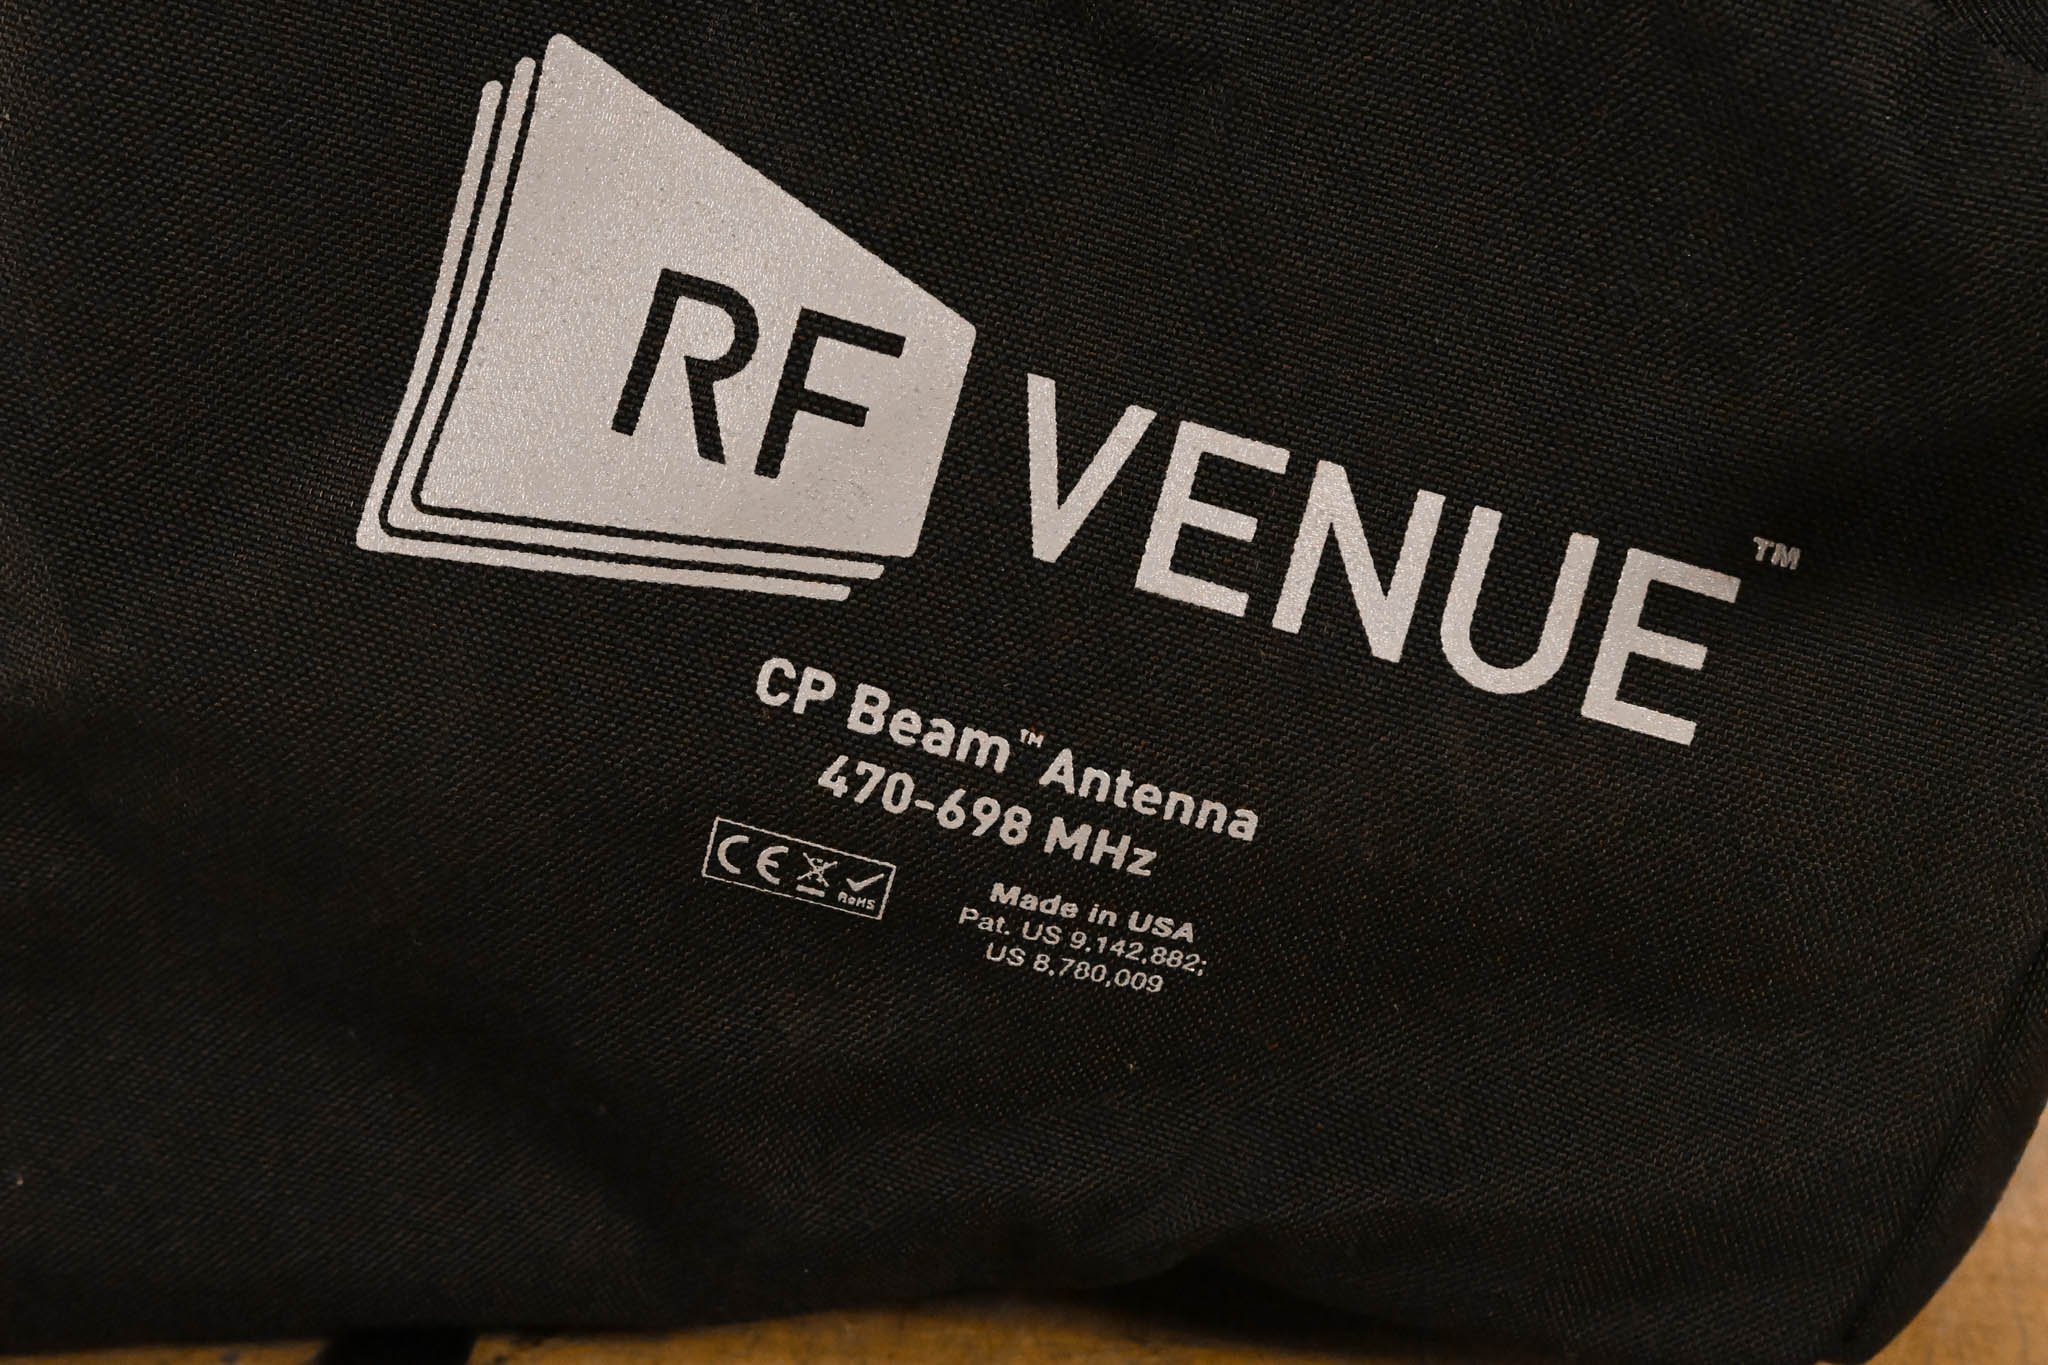 RF VENUE™
CP Beam™ Antenna
470-698 MHz
CE RoHS
Made in USA
Pat. US 9,142,882;
US 8,780,009